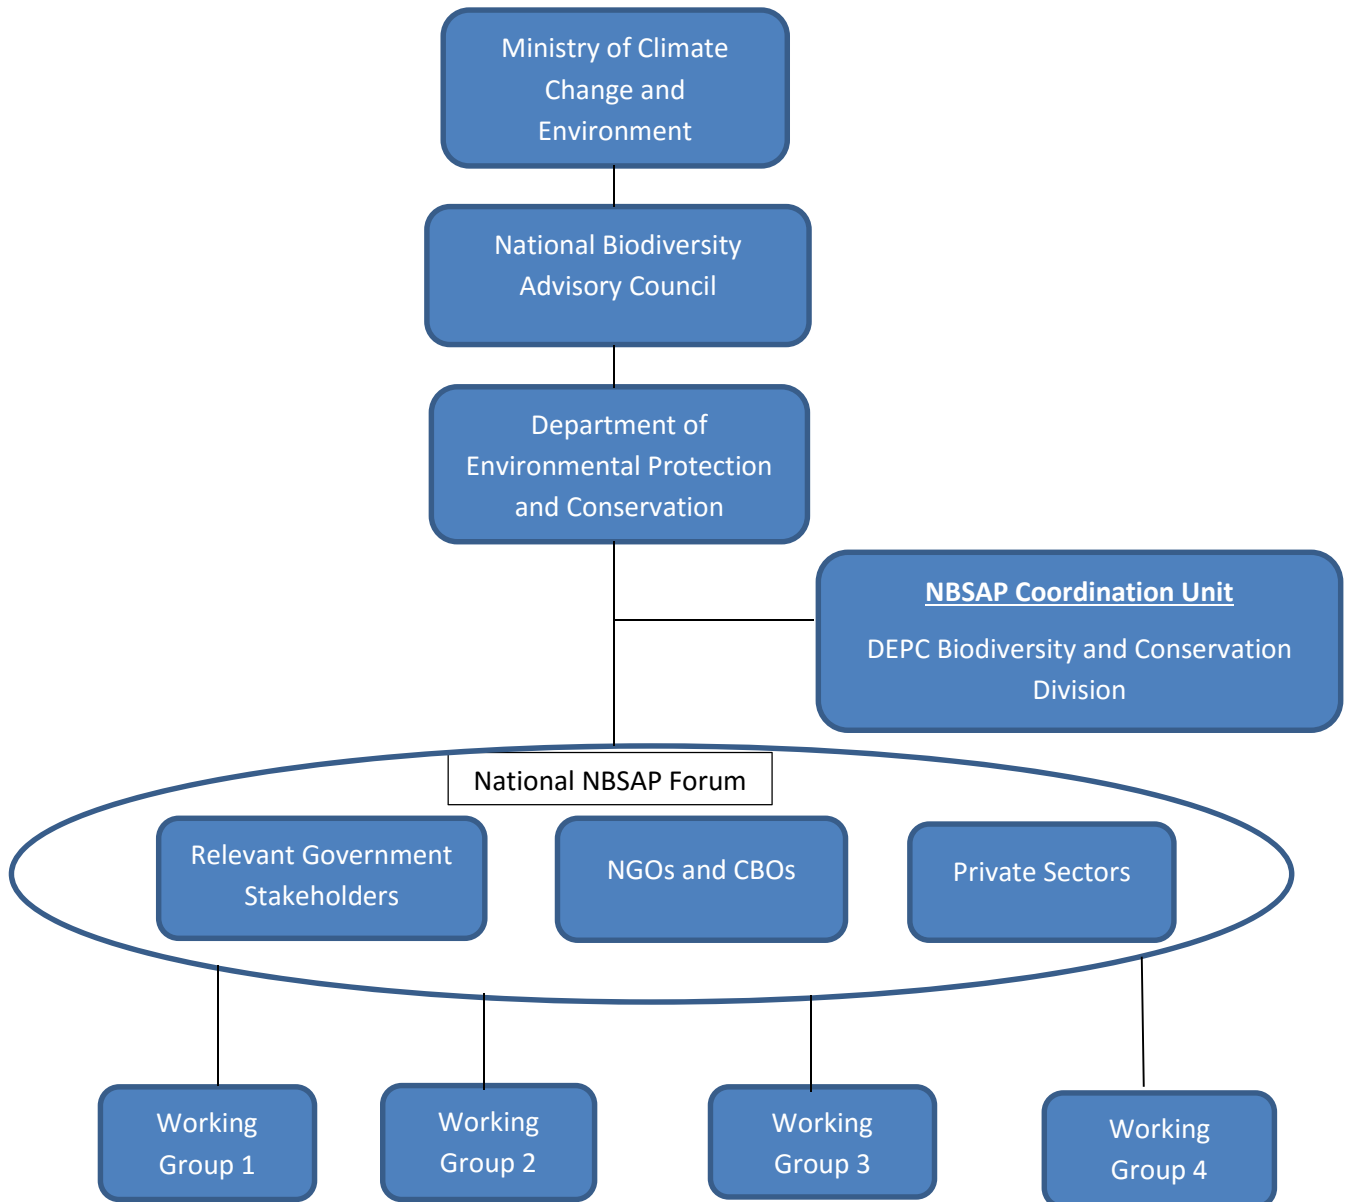 Ministry of Climate
Change and
Environment
National Biodiversity
Advisory Council
Department of
Environmental Protection
and Conservation
NBSAP Coordination Unit
DEPC Biodiversity and Conservation
Division
National NBSAP Forum
Relevant Government
Stakeholders
NGOs and CBOs
Private Sectors
Working
Group 1
Working
Group 2
Working
Group 3
Working
Group 4